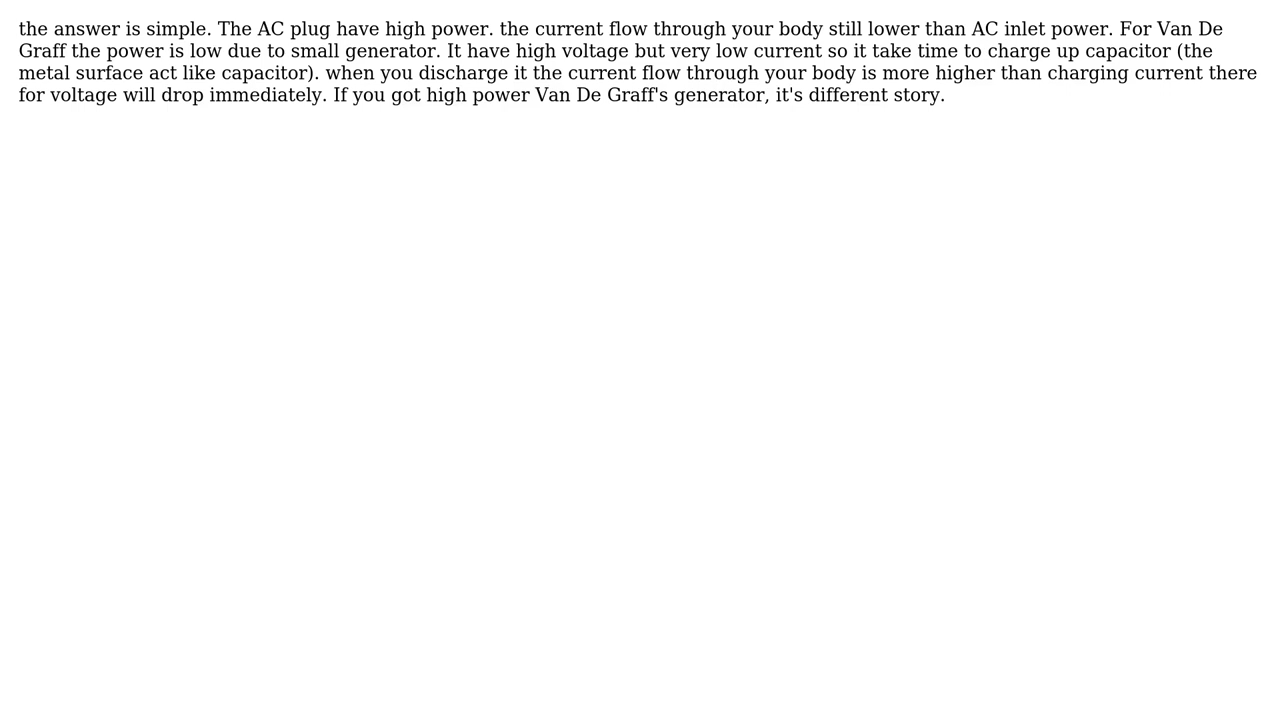 the answer is simple. The AC plug have high power. the current flow through your body still lower than AC inlet power. For Van De
Graff the power is low due to small generator. It have high voltage but very low current so it take time to charge up capacitor (the
metal surface act like capacitor). when you discharge it the current flow through your body is more higher than charging current there
for voltage will drop immediately. If you got high power Van De Graff's generator, it's different story.